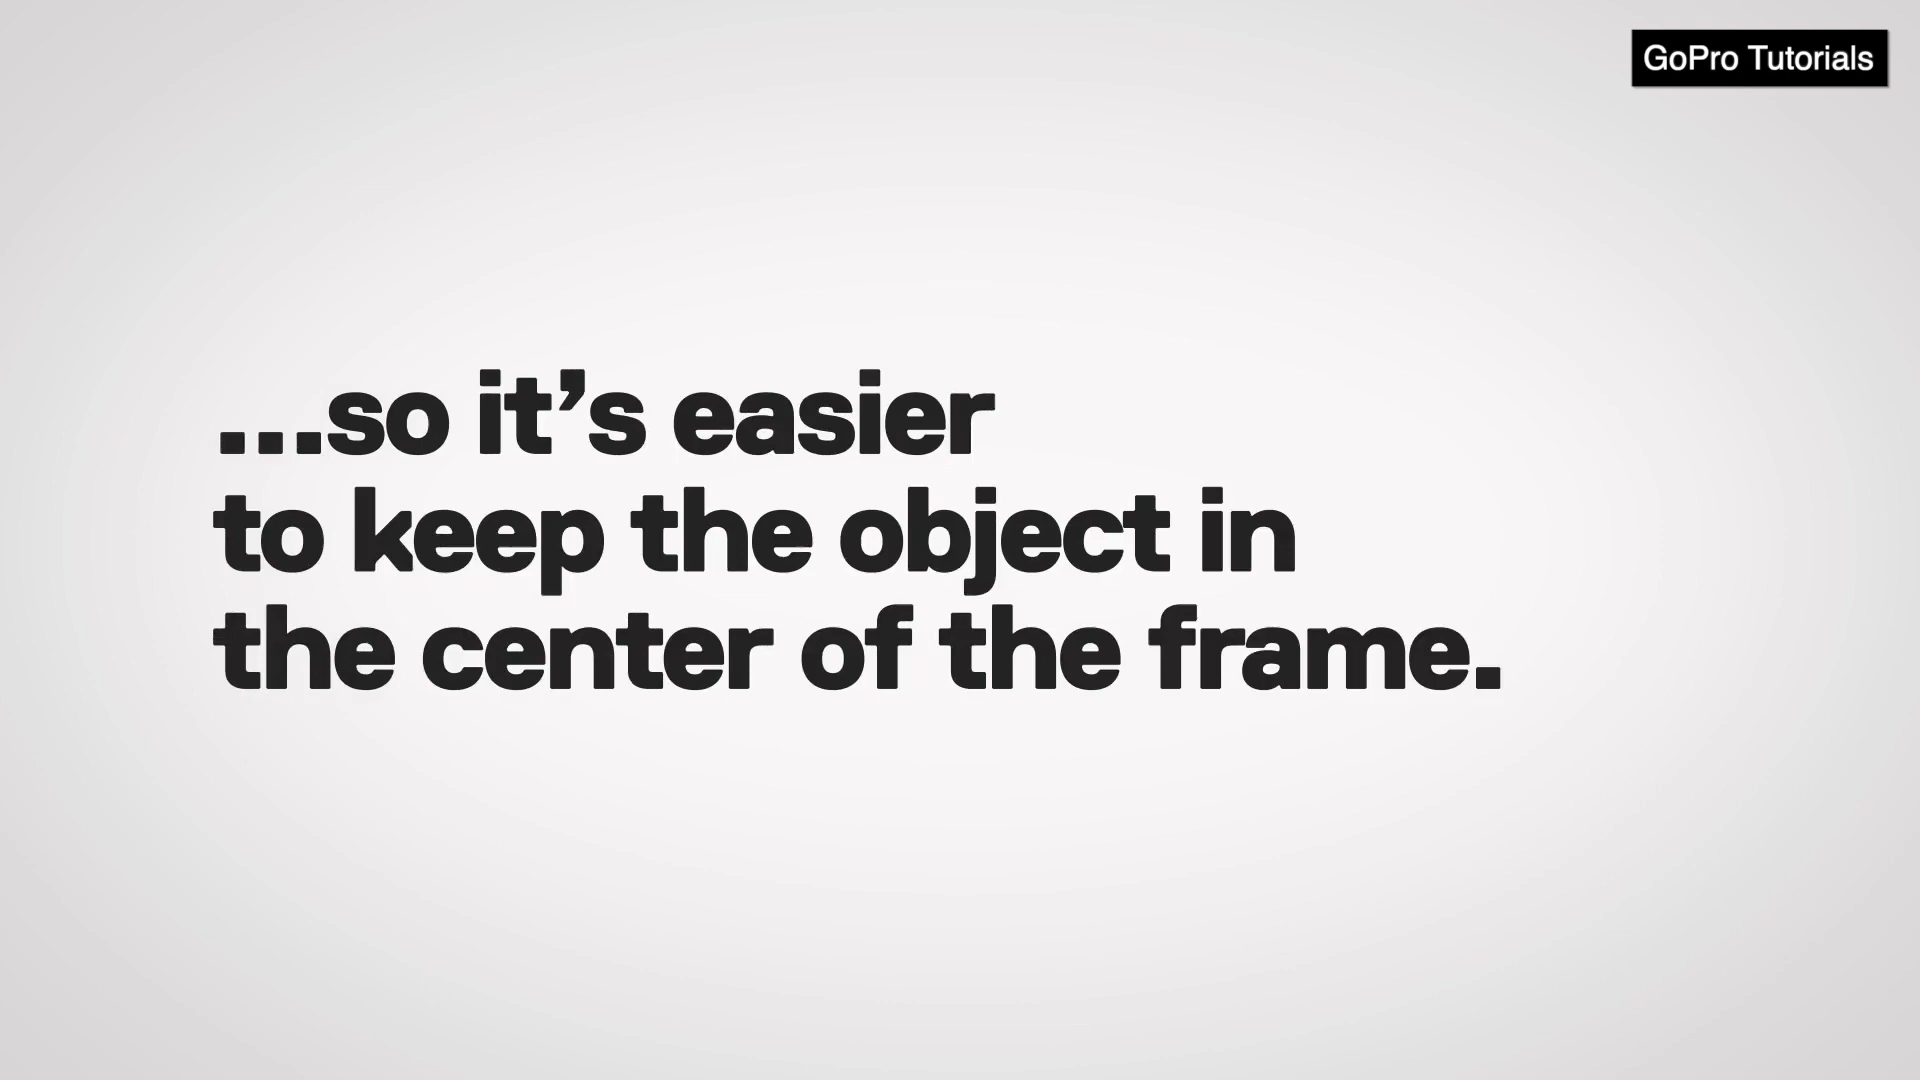 GoPro Tutorials
...so it’s easier
to keep the object in
the center of the frame.